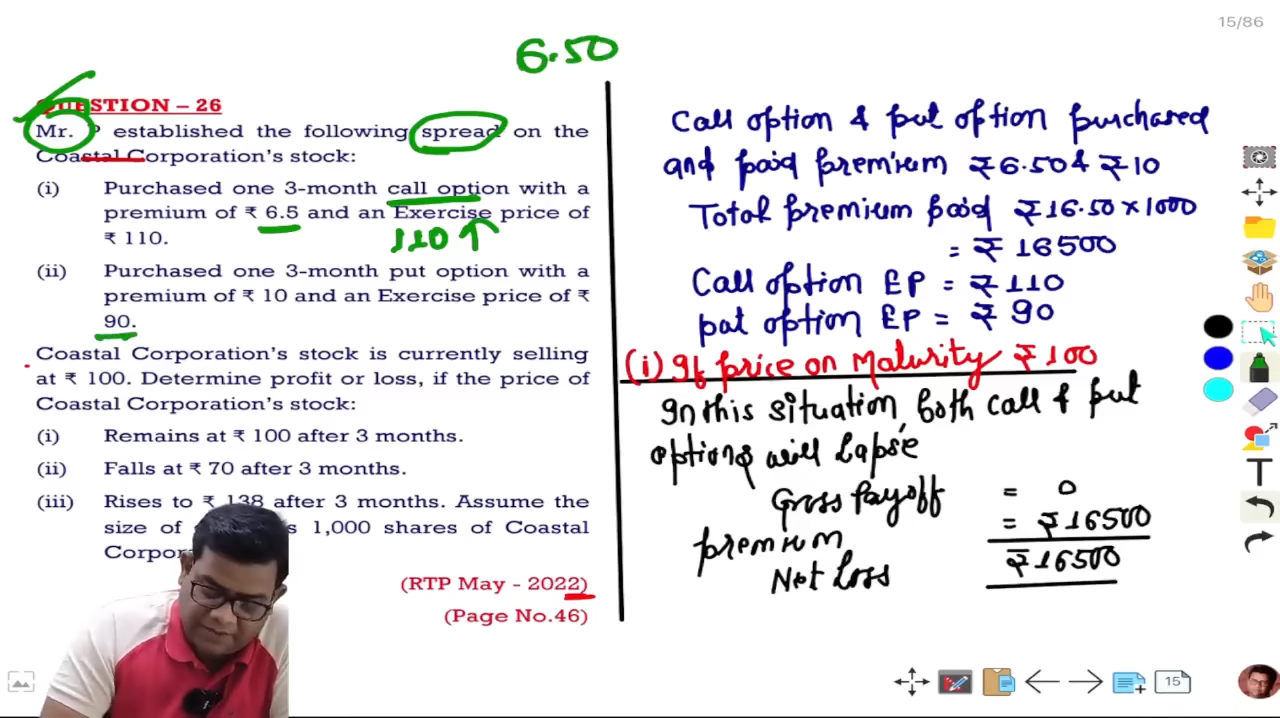 15/86
6.50
QUESTION – 26
Mr. P established the following spread on the
Coastal Corporation's stock:
(i) Purchased one 3-month call option with a
premium of ₹ 6.5 and an Exercise price of
₹ 110.
110 ↑
(ii) Purchased one 3-month put option with a
premium of ₹ 10 and an Exercise price of ₹
90.
Coastal Corporation's stock is currently selling
at ₹ 100. Determine profit or loss, if the price of
Coastal Corporation's stock:
(i) Remains at ₹ 100 after 3 months.
(ii) Falls at ₹ 70 after 3 months.
(iii) Rises to ₹ 138 after 3 months. Assume the
size of 1,000 shares of Coastal
Corpor
(RTP May - 2022)
(Page No.46)
Call option & put option purchased
and paid premium ₹6.50 & ₹10
Total premium paid ₹16.50 x 1000
= ₹16500
Call option EP = ₹110
put option EP = ₹ 90
(i) If price on Maturity ₹100
In this situation, both call & put
options will lapse
Gross Payoff = 0
premium = ₹16500
Net Loss ₹16500
T
15